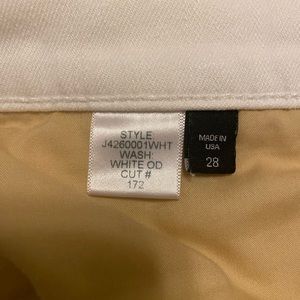 STYLE
J4260001WHT
WASH:
WHITE OD
CUT #
172
MADE IN
USA
28